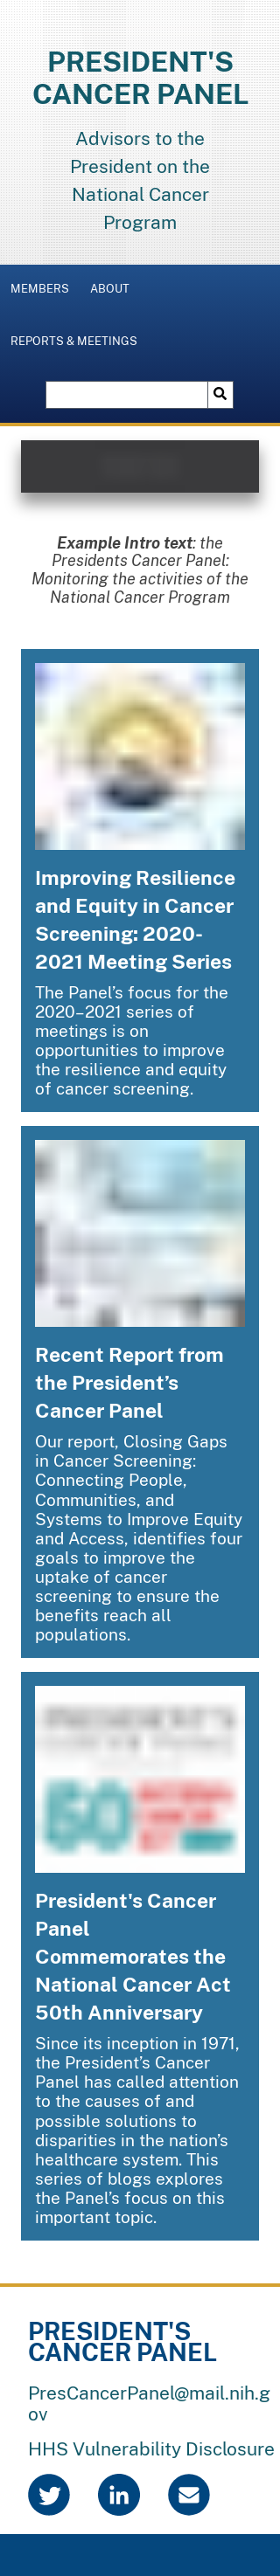 PRESIDENT'S
CANCER PANEL
Advisors to the
President on the
National Cancer
Program
MEMBERS ABOUT
REPORTS & MEETINGS
Example Intro text: the
Presidents Cancer Panel:
Monitoring the activities of the
National Cancer Program
Improving Resilience
and Equity in Cancer
Screening: 2020-
2021 Meeting Series
The Panel’s focus for the
2020–2021 series of
meetings is on
opportunities to improve
the resilience and equity
of cancer screening.
Recent Report from
the President’s
Cancer Panel
Our report, Closing Gaps
in Cancer Screening:
Connecting People,
Communities, and
Systems to Improve Equity
and Access, identifies four
goals to improve the
uptake of cancer
screening to ensure the
benefits reach all
populations.
PRESIDENT'S
60
President's Cancer
Panel
Commemorates the
National Cancer Act
50th Anniversary
Since its inception in 1971,
the President’s Cancer
Panel has called attention
to the causes of and
possible solutions to
disparities in the nation’s
healthcare system. This
series of blogs explores
the Panel’s focus on this
important topic.
PRESIDENT'S
CANCER PANEL
PresCancerPanel@mail.nih.g
ov
HHS Vulnerability Disclosure